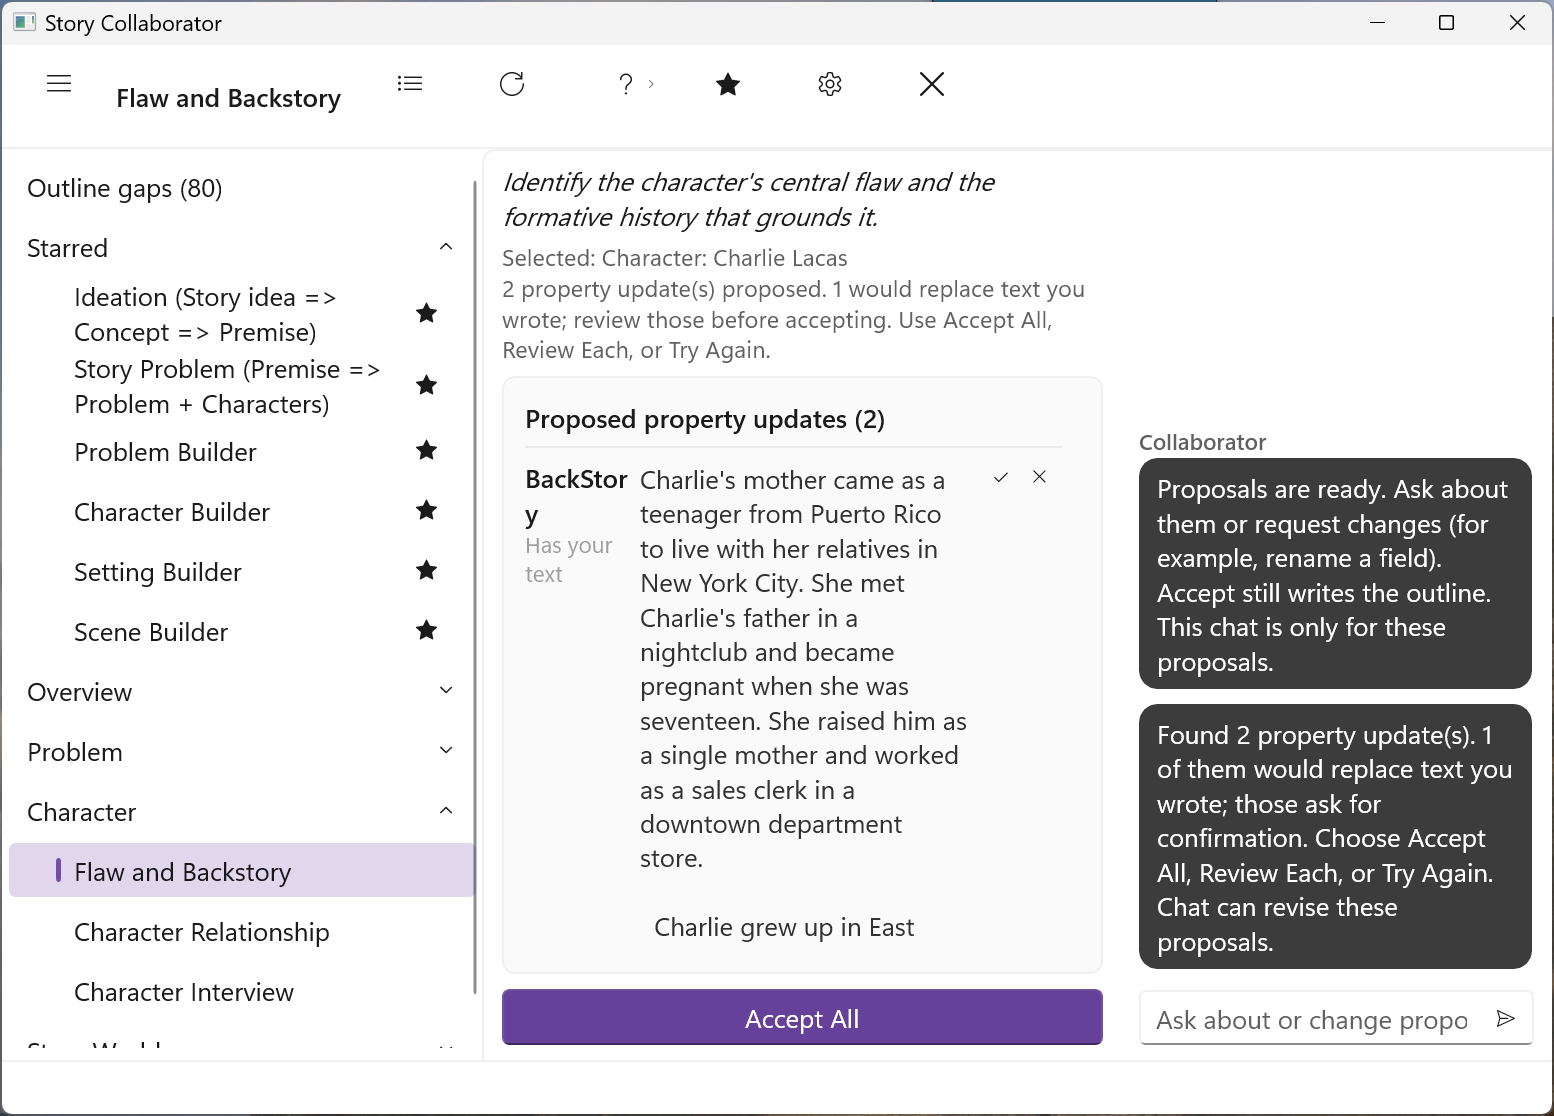 Story Collaborator
Flaw and Backstory
?
Outline gaps (80)
Starred
Ideation (Story idea =>
Concept => Premise)
Story Problem (Premise =>
Problem + Characters)
Problem Builder
Character Builder
Setting Builder
Scene Builder
Overview
Problem
Character
Flaw and Backstory
Character Relationship
Character Interview
Identify the character's central flaw and the
formative history that grounds it.
Selected: Character: Charlie Lacas
2 property update(s) proposed. 1 would replace text you
wrote; review those before accepting. Use Accept All,
Review Each, or Try Again.
Proposed property updates (2)
BackStor
y
Has your
text
Charlie's mother came as a
teenager from Puerto Rico
to live with her relatives in
New York City. She met
Charlie's father in a
nightclub and became
pregnant when she was
seventeen. She raised him as
a single mother and worked
as a sales clerk in a
downtown department
store.
Charlie grew up in East
Accept All
Collaborator
Proposals are ready. Ask about
them or request changes (for
example, rename a field).
Accept still writes the outline.
This chat is only for these
proposals.
Found 2 property update(s). 1
of them would replace text you
wrote; those ask for
confirmation. Choose Accept
All, Review Each, or Try Again.
Chat can revise these
proposals.
Ask about or change propo